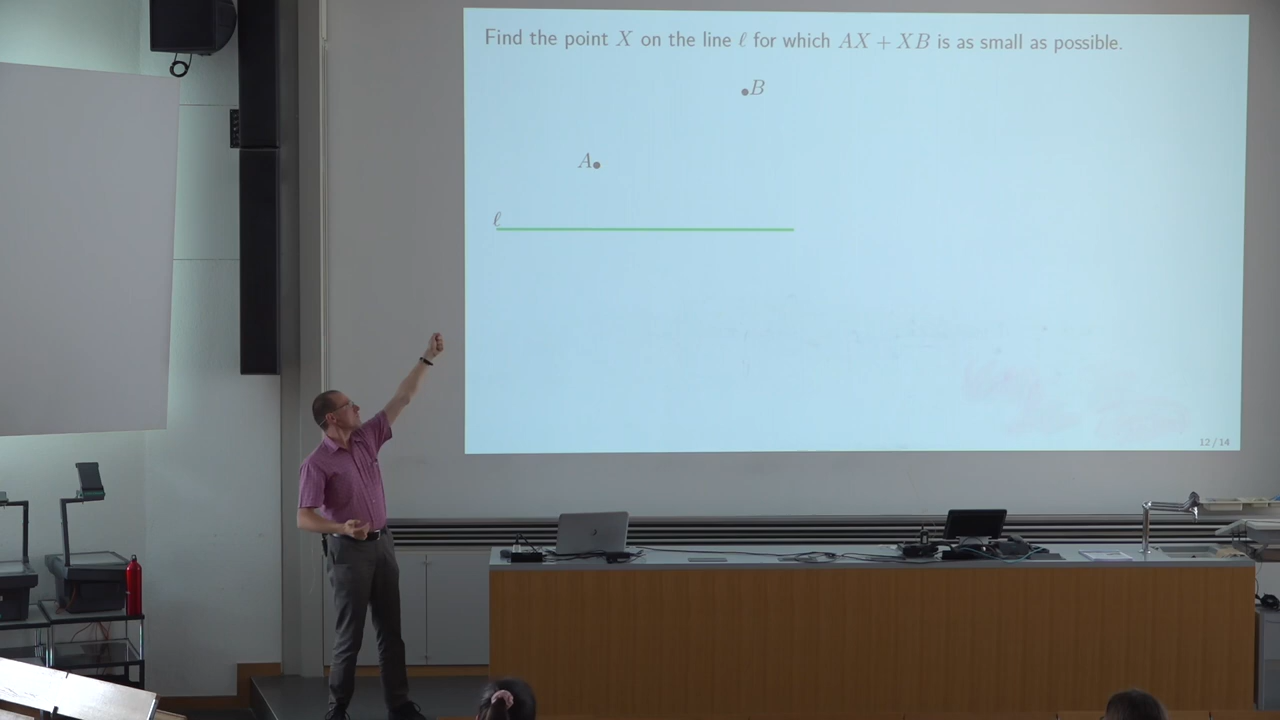 Find the point X on the line ℓ for which AX + XB is as small as possible.
B
A
ℓ
12 / 14